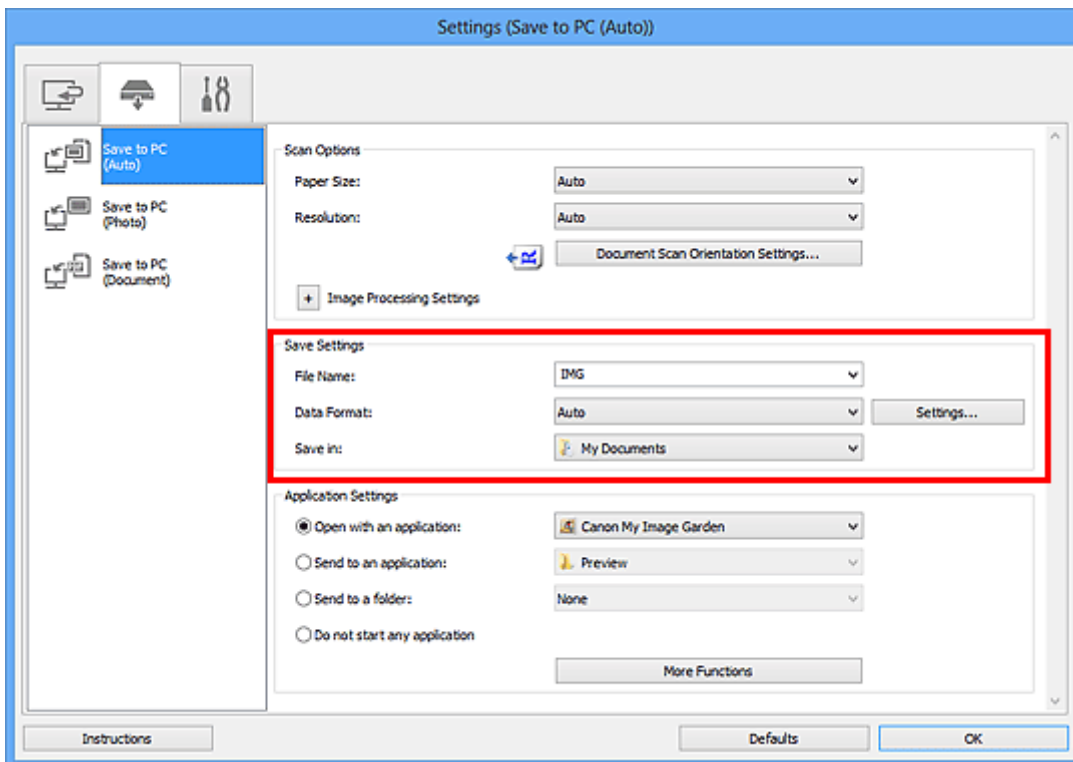 Settings (Save to PC (Auto))
Save to PC
(Auto)
Save to PC
(Photo)
Save to PC
(Document)
Scan Options
Paper Size: Auto
Resolution: Auto
Document Scan Orientation Settings...
+ Image Processing Settings
Save Settings
File Name: IMG
Data Format: Auto Settings...
Save in: My Documents
Application Settings
Open with an application: Canon My Image Garden
Send to an application: Preview
Send to a folder: None
Do not start any application
More Functions
Instructions Defaults OK